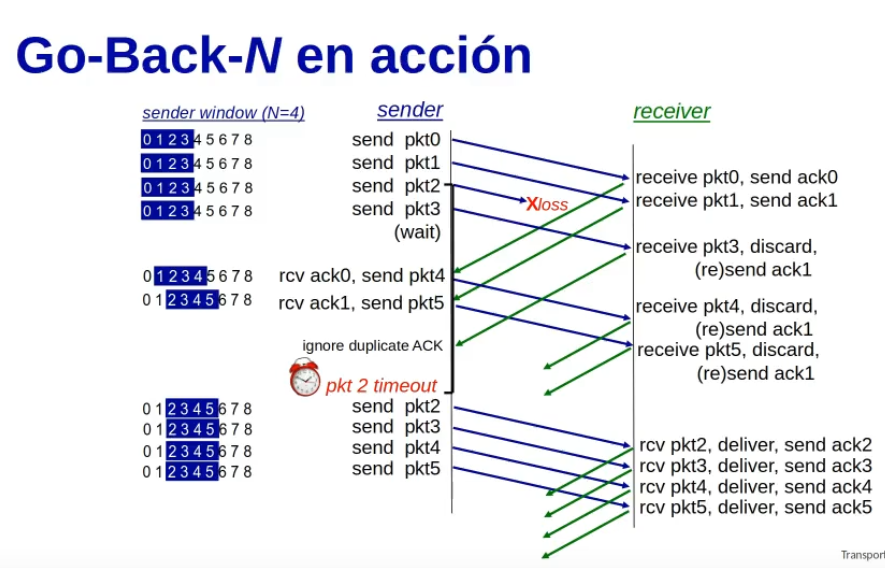 Go-Back-N en acción
sender window (N=4)
sender
receiver
0 1 2 3 4 5 6 7 8
send pkt0
0 1 2 3 4 5 6 7 8
send pkt1
0 1 2 3 4 5 6 7 8
send pkt2
0 1 2 3 4 5 6 7 8
send pkt3
(wait)
Xloss
receive pkt0, send ack0
receive pkt1, send ack1
receive pkt3, discard,
(re)send ack1
0 1 2 3 4 5 6 7 8
rcv ack0, send pkt4
0 1 2 3 4 5 6 7 8
rcv ack1, send pkt5
receive pkt4, discard,
(re)send ack1
receive pkt5, discard,
(re)send ack1
ignore duplicate ACK
pkt 2 timeout
0 1 2 3 4 5 6 7 8
send pkt2
0 1 2 3 4 5 6 7 8
send pkt3
0 1 2 3 4 5 6 7 8
send pkt4
0 1 2 3 4 5 6 7 8
send pkt5
rcv pkt2, deliver, send ack2
rcv pkt3, deliver, send ack3
rcv pkt4, deliver, send ack4
rcv pkt5, deliver, send ack5
Transport